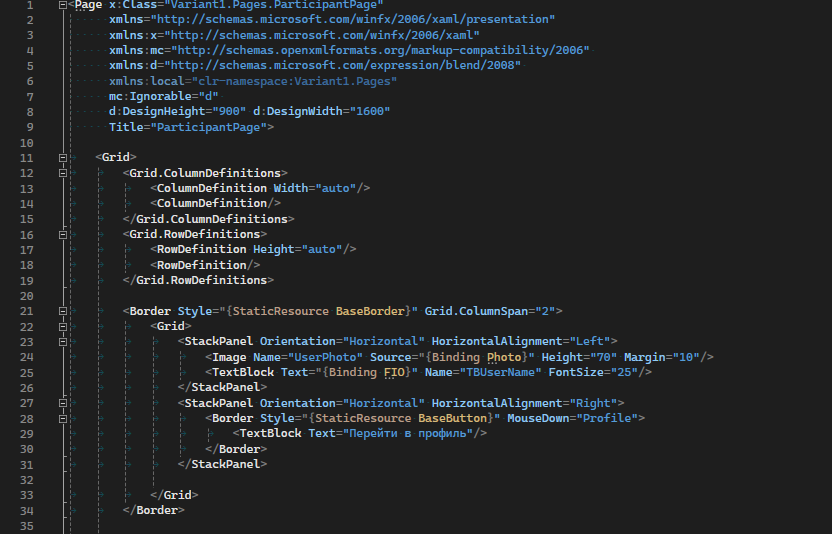 1 <Page x:Class="Variant1.Pages.ParticipantPage"
2 xmlns="http://schemas.microsoft.com/winfx/2006/xaml/presentation"
3 xmlns:x="http://schemas.microsoft.com/winfx/2006/xaml"
4 xmlns:mc="http://schemas.openxmlformats.org/markup-compatibility/2006"
5 xmlns:d="http://schemas.microsoft.com/expression/blend/2008"
6 xmlns:local="clr-namespace:Variant1.Pages"
7 mc:Ignorable="d"
8 d:DesignHeight="900" d:DesignWidth="1600"
9 Title="ParticipantPage">
10
11 <Grid>
12 <Grid.ColumnDefinitions>
13 <ColumnDefinition Width="auto"/>
14 <ColumnDefinition/>
15 </Grid.ColumnDefinitions>
16 <Grid.RowDefinitions>
17 <RowDefinition Height="auto"/>
18 <RowDefinition/>
19 </Grid.RowDefinitions>
20
21 <Border Style="{StaticResource BaseBorder}" Grid.ColumnSpan="2">
22 <Grid>
23 <StackPanel Orientation="Horizontal" HorizontalAlignment="Left">
24 <Image Name="UserPhoto" Source="{Binding Photo}" Height="70" Margin="10"/>
25 <TextBlock Text="{Binding FIO}" Name="TBUserName" FontSize="25"/>
26 </StackPanel>
27 <StackPanel Orientation="Horizontal" HorizontalAlignment="Right">
28 <Border Style="{StaticResource BaseButton}" MouseDown="Profile">
29 <TextBlock Text="Перейти в профиль"/>
30 </Border>
31 </StackPanel>
32
33 </Grid>
34 </Border>
35